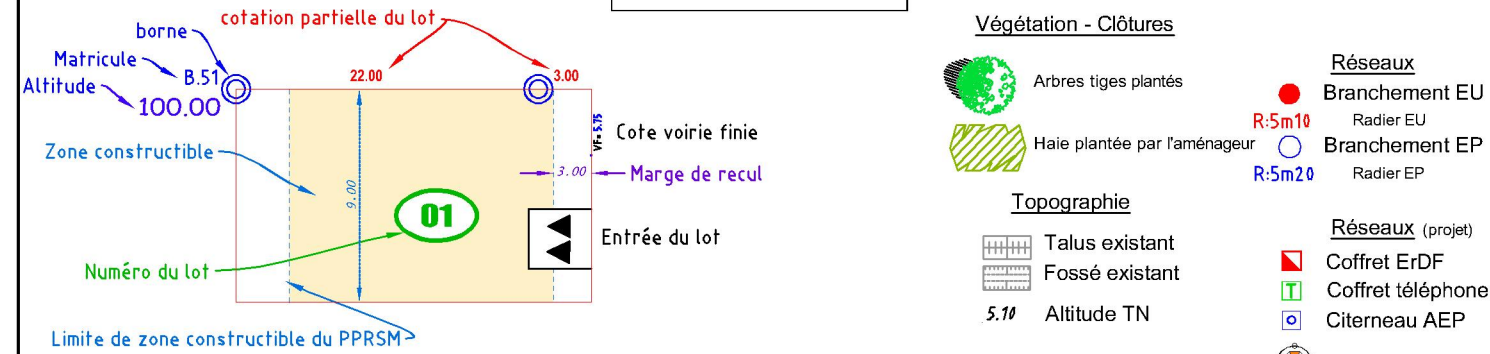 cotation partielle du lot
borne
Matricule
B.51
22.00
3.00
Altitude
100.00
Zone constructible
VF= 5.75
Cote voirie finie
3.00
Marge de recul
9.00
01
Entrée du lot
Numéro du lot
Limite de zone constructible du PPRSM
Végétation - Clôtures
Arbres tiges plantés
Haie plantée par l'aménageur
Topographie
Talus existant
Fossé existant
5.10 Altitude TN
Réseaux
Branchement EU
R:5m10 Radier EU
Branchement EP
R:5m20 Radier EP
Réseaux (projet)
Coffret ErDF
T Coffret téléphone
Citerneau AEP